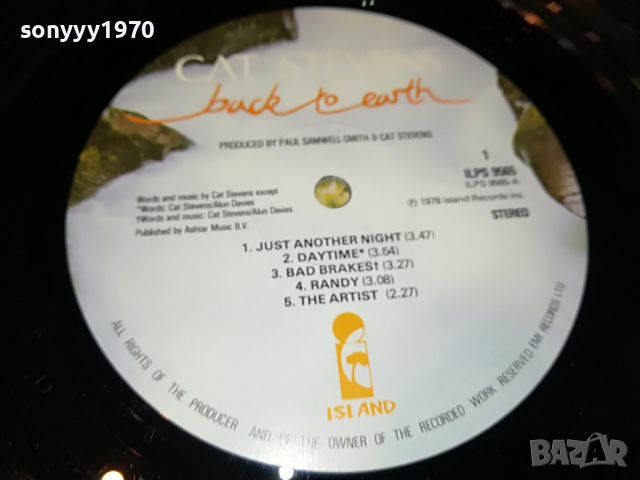 sonyyy1970
CAT STEVENS
back to earth
PRODUCED BY PAUL SAMWELL-SMITH & CAT STEVENS
1
ILPS 9565
ILPS 9565-A
Words and music by Cat Stevens except
*Words: Cat Stevens/Alun Davies
†Words and music: Cat Stevens/Alun Davies
Published by Ashtar Music B.V.
℗ 1978 Island Records Inc
STEREO
1. JUST ANOTHER NIGHT (3.47)
2. DAYTIME* (3.54)
3. BAD BRAKES† (3.27)
4. RANDY (3.08)
5. THE ARTIST (2.27)
ISLAND
ALL RIGHTS OF THE PRODUCER AND OF THE OWNER OF THE RECORDED WORK RESERVED EMI RECORDS LTD
BAZAR